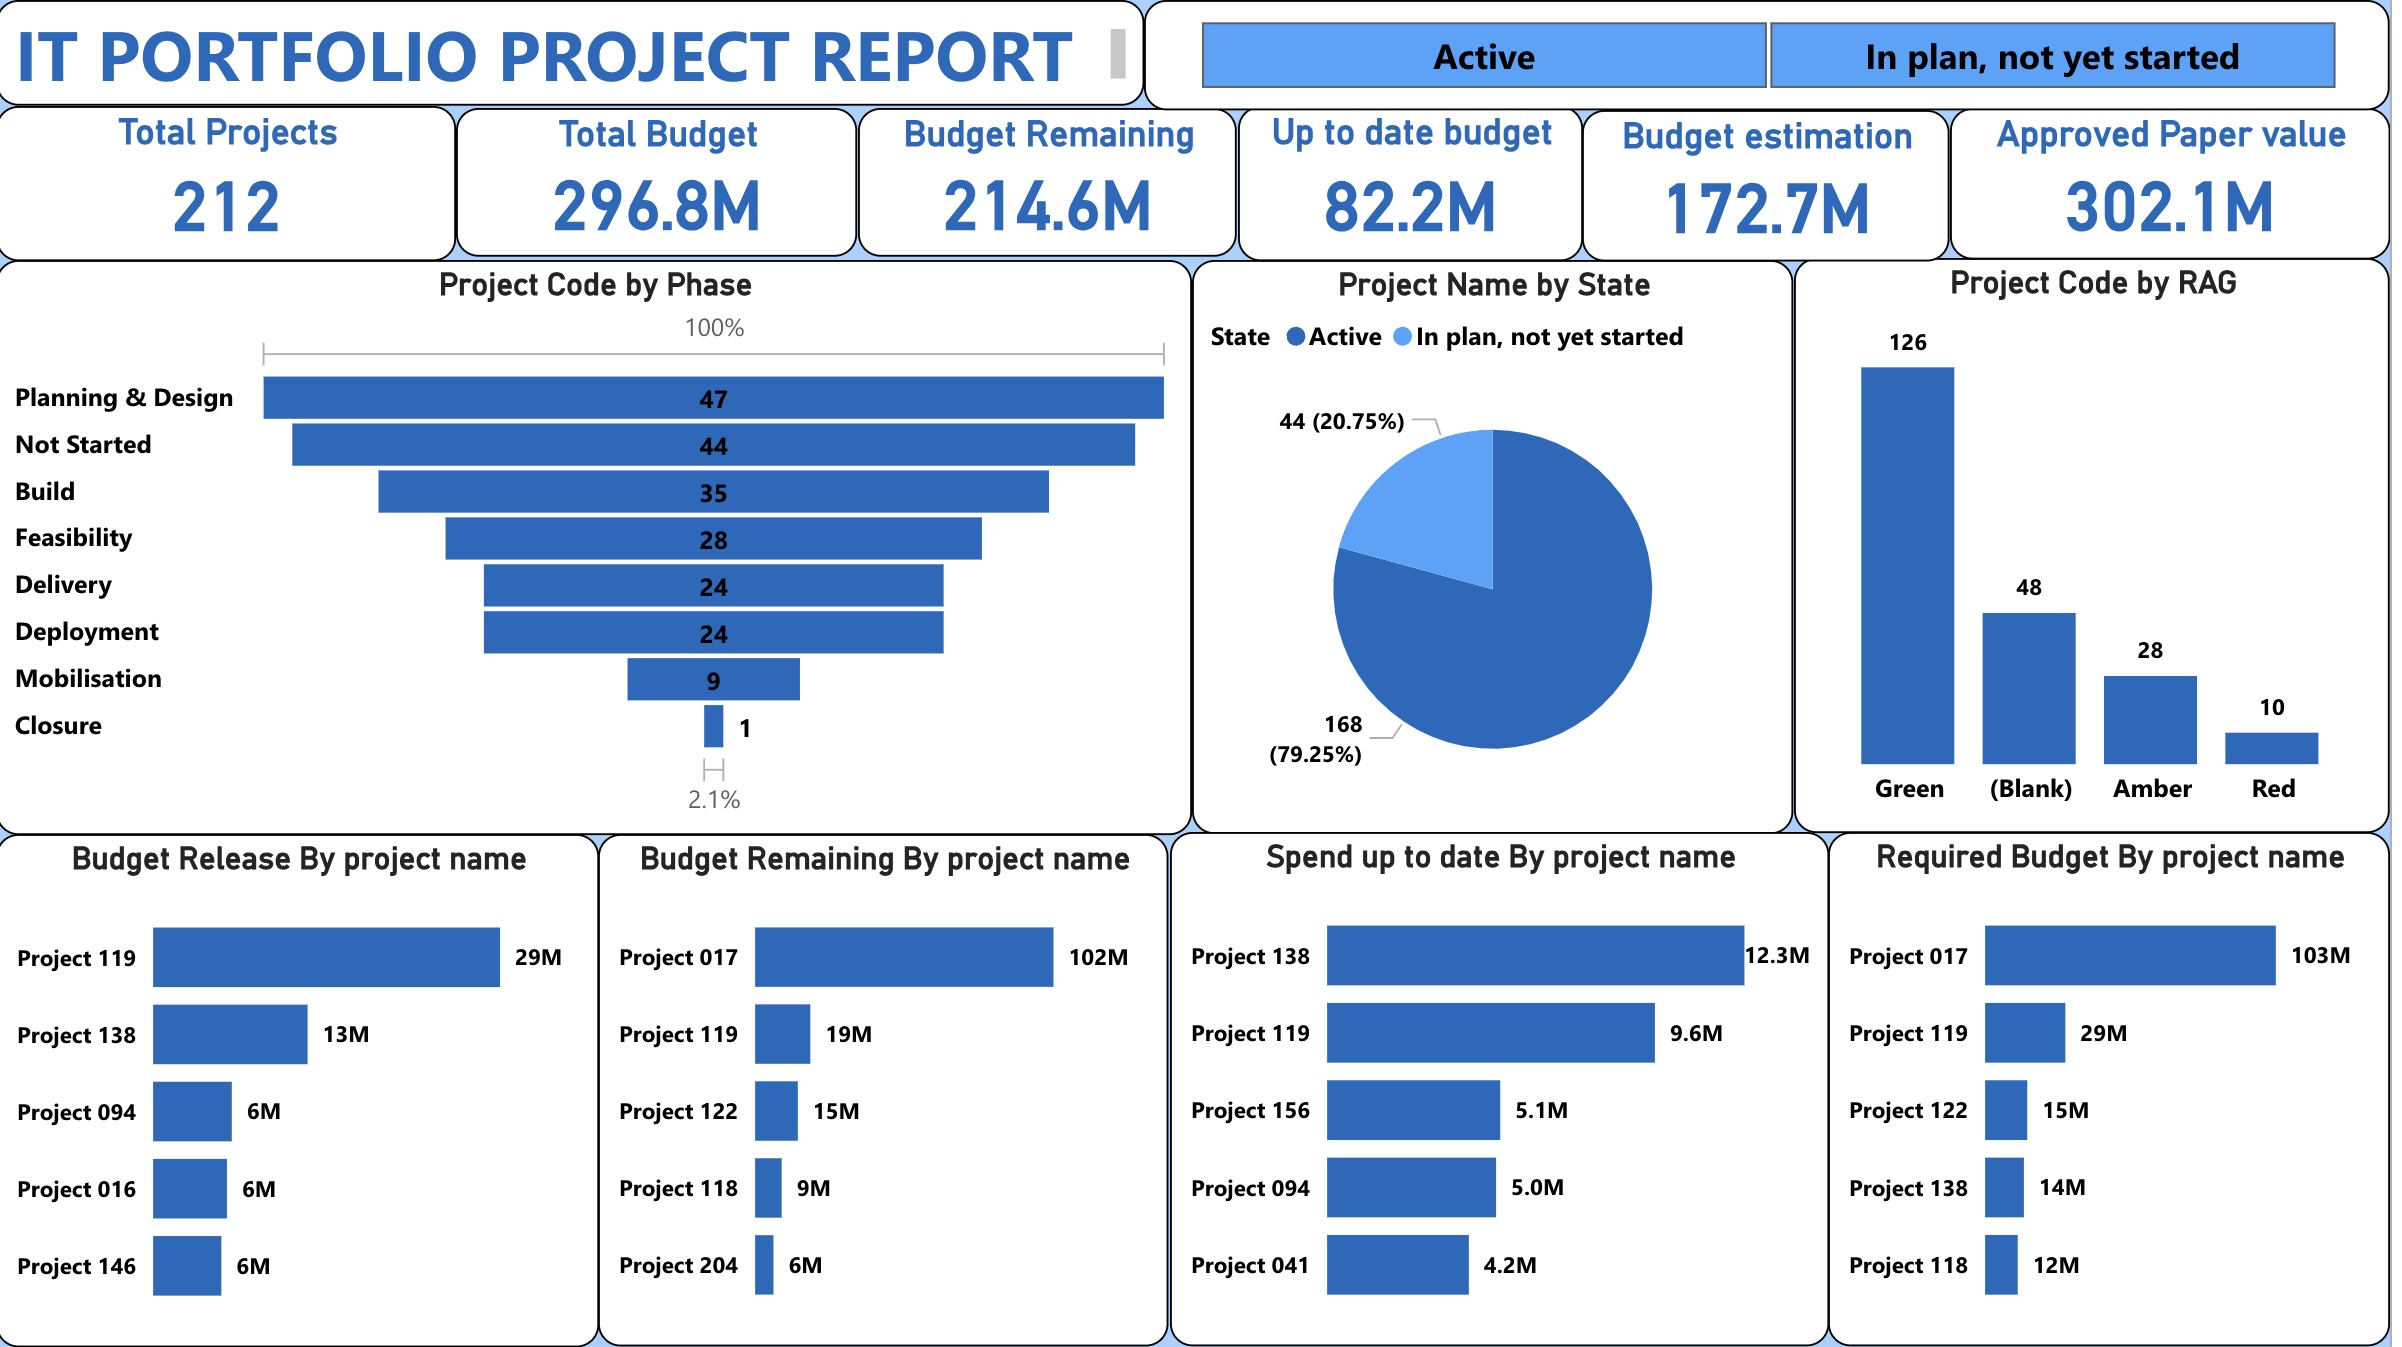 IT PORTFOLIO PROJECT REPORT
Active
In plan, not yet started
Total Projects
212
Total Budget
296.8M
Budget Remaining
214.6M
Up to date budget
82.2M
Budget estimation
172.7M
Approved Paper value
302.1M
Project Code by Phase
100%
Planning & Design 47
Not Started 44
Build 35
Feasibility 28
Delivery 24
Deployment 24
Mobilisation 9
Closure 1
2.1%
Project Name by State
State Active In plan, not yet started
44 (20.75%)
168
(79.25%)
Project Code by RAG
126
48
28
10
Green (Blank) Amber Red
Budget Release By project name
Project 119 29M
Project 138 13M
Project 094 6M
Project 016 6M
Project 146 6M
Budget Remaining By project name
Project 017 102M
Project 119 19M
Project 122 15M
Project 118 9M
Project 204 6M
Spend up to date By project name
Project 138 12.3M
Project 119 9.6M
Project 156 5.1M
Project 094 5.0M
Project 041 4.2M
Required Budget By project name
Project 017 103M
Project 119 29M
Project 122 15M
Project 138 14M
Project 118 12M